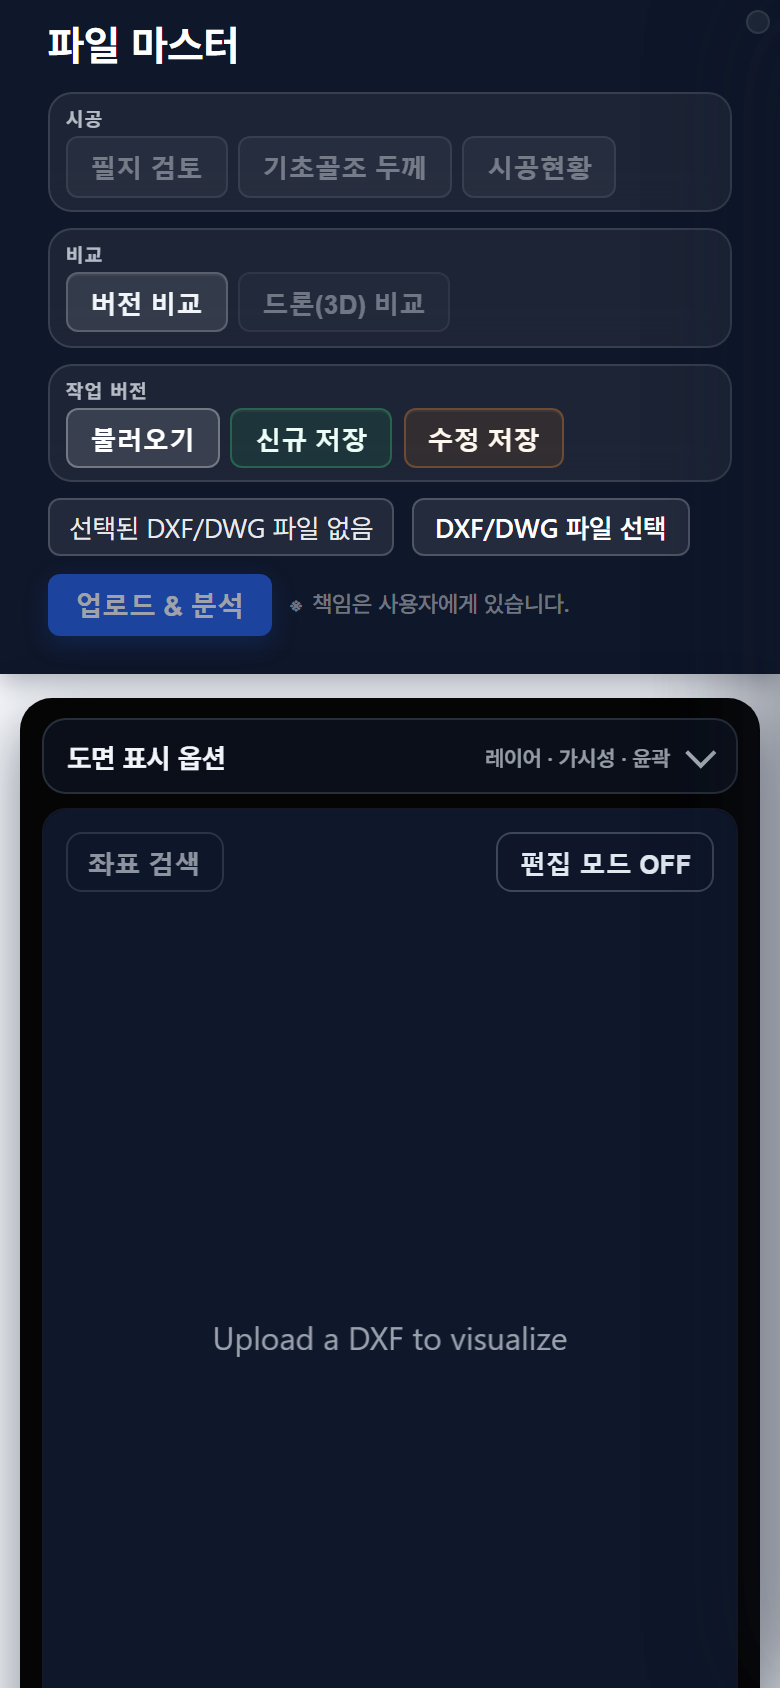 파일 마스터
시공
필지 검토 기초골조 두께 시공현황
비교
버전 비교 드론(3D) 비교
작업 버전
불러오기 신규 저장 수정 저장
선택된 DXF/DWG 파일 없음 DXF/DWG 파일 선택
업로드 & 분석 ※ 책임은 사용자에게 있습니다.
도면 표시 옵션 레이어 · 가시성 · 윤곽
좌표 검색 편집 모드 OFF
Upload a DXF to visualize